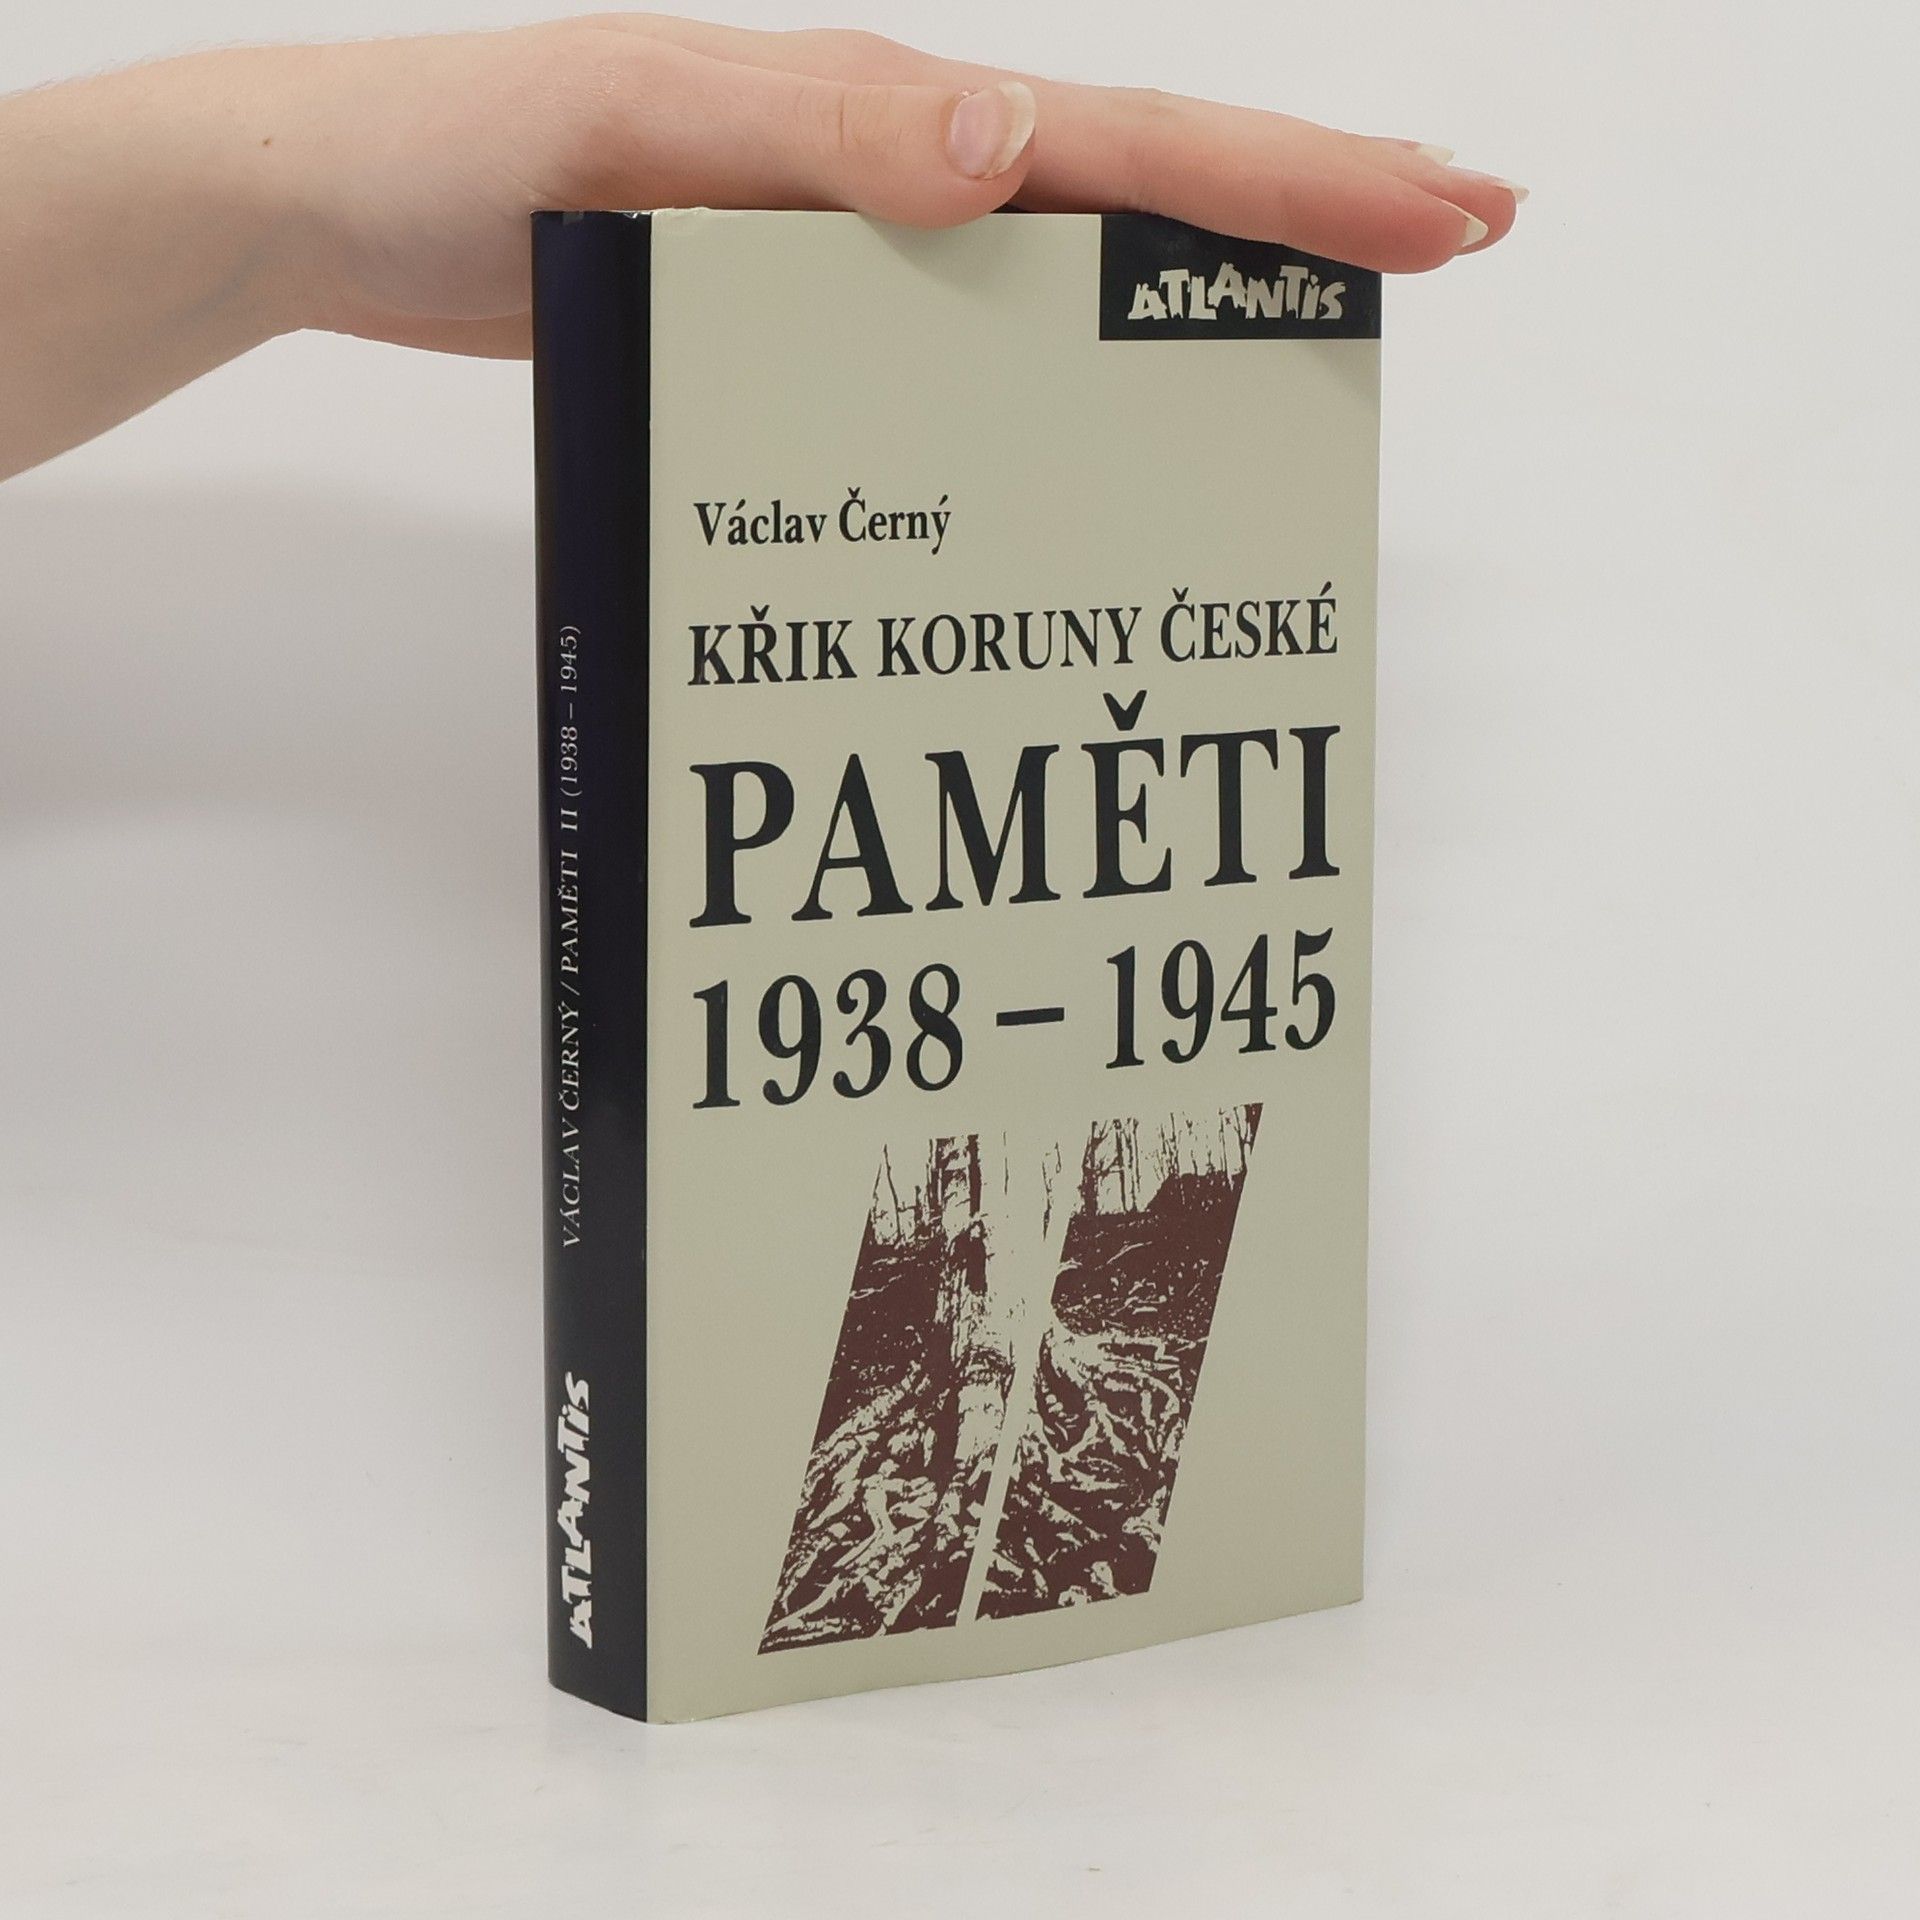 ATLANTIS
Václav Černý
KŘIK KORUNY ČESKÉ
PAMĚTI
1938 – 1945
VÁCLAV ČERNÝ / PAMĚTI II (1938 – 1945)
ATLANTIS